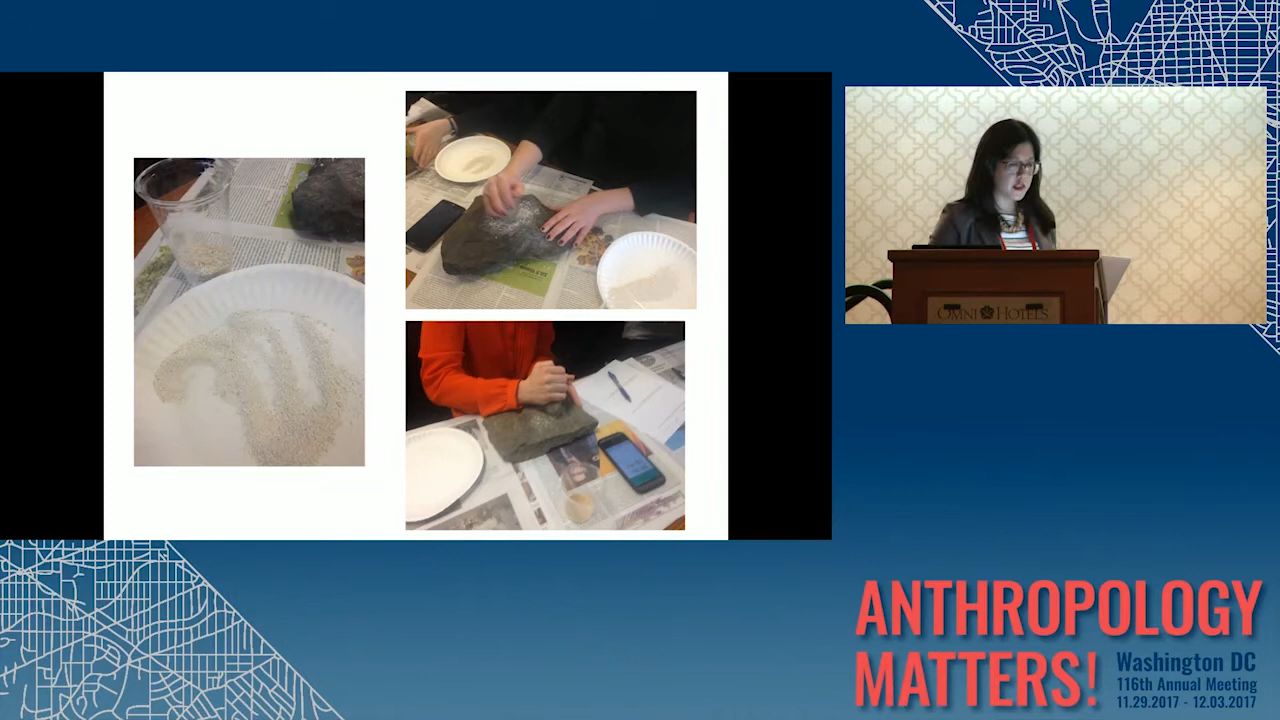 OMNI HOTELS
ANTHROPOLOGY
MATTERS!
Washington DC
116th Annual Meeting
11.29.2017 - 12.03.2017